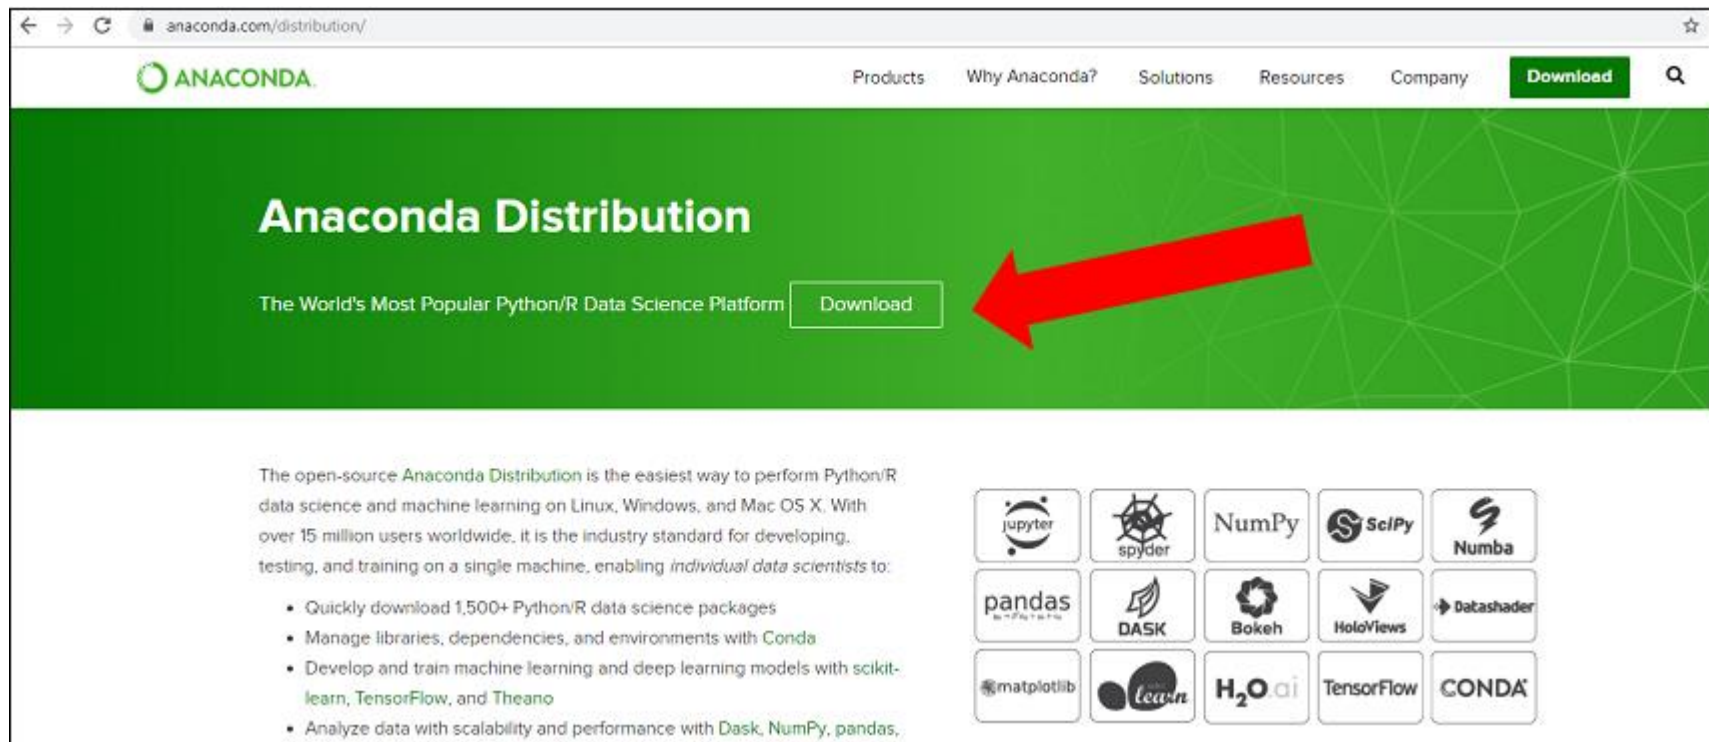 anaconda.com/distribution/
ANACONDA.
Products Why Anaconda? Solutions Resources Company Download
Anaconda Distribution
The World's Most Popular Python/R Data Science Platform Download
The open-source Anaconda Distribution is the easiest way to perform Python/R
data science and machine learning on Linux, Windows, and Mac OS X. With
over 15 million users worldwide, it is the industry standard for developing,
testing, and training on a single machine, enabling individual data scientists to:
• Quickly download 1,500+ Python/R data science packages
• Manage libraries, dependencies, and environments with Conda
• Develop and train machine learning and deep learning models with scikit-
learn, TensorFlow, and Theano
• Analyze data with scalability and performance with Dask, NumPy, pandas,
jupyter spyder NumPy SciPy Numba
pandas DASK Bokeh HoloViews Datashader
matplotlib learn H2O.ai TensorFlow CONDA